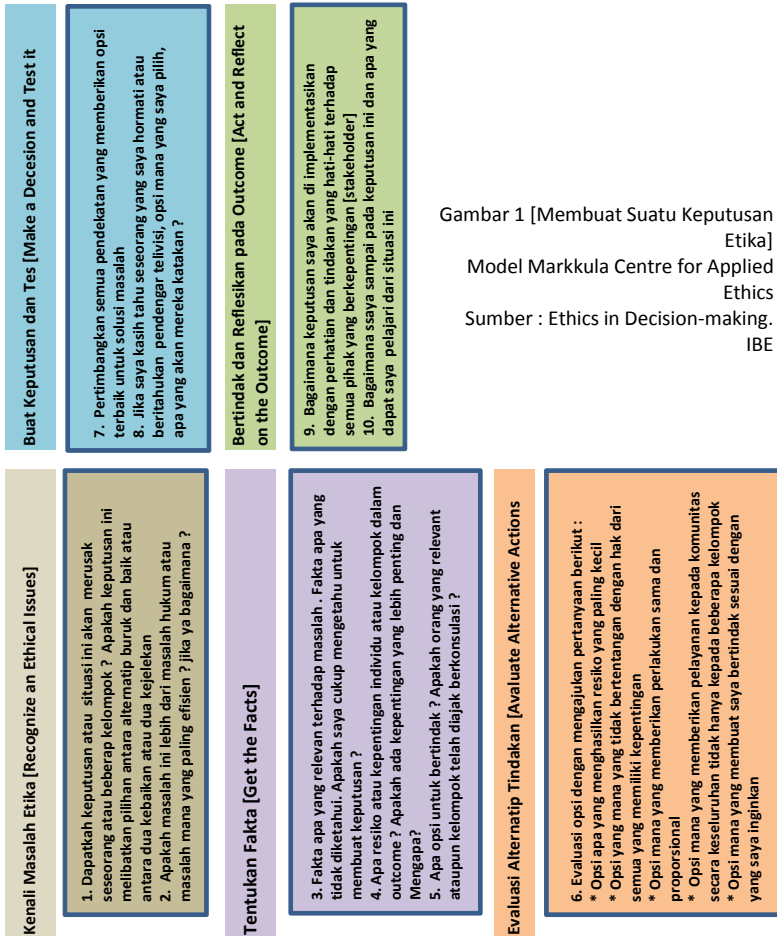 Kenali Masalah Etika [Recognize an Ethical Issues]
1. Dapatkah keputusan atau situasi ini akan merusak
seseorang atau beberap kelompok ? Apakah keputusan ini
melibatkan pilihan antara alternatip buruk dan baik atau
antara dua kebaikan atau dua kejelekan
2. Apakah masalah ini lebih dari masalah hukum atau
masalah mana yang paling efisien ? jika ya bagaimana ?
Tentukan Fakta [Get the Facts]
3. Fakta apa yang relevan terhadap masalah . Fakta apa yang
tidak diketahui. Apakah saya cukup mengetahu untuk
membuat keputusan ?
4. Apa resiko atau kepentingan individu atau kelompok dalam
outcome ? Apakah ada kepentingan yang lebih penting dan
Mengapa?
5. Apa opsi untuk bertindak ? Apakah orang yang relevant
ataupun kelompok telah diajak berkonsulasi ?
Evaluasi Alternatip Tindakan [Avaluate Alternative Actions
6. Evaluasi opsi dengan mengajukan pertanyaan berikut :
* Opsi apa yang menghasilkan resiko yang paling kecil
* Opsi yang mana yang tidak bertentangan dengan hak dari
semua yang memiliki kepentingan
* Opsi mana yang memberikan perlakukan sama dan
proporsional
* Opsi mana yang memberikan pelayanan kepada komunitas
secara keseluruhan tidak hanya kepada beberapa kelompok
* Opsi mana yang membuat saya bertindak sesuai dengan
yang saya inginkan
Buat Keputusan dan Tes [Make a Decesion and Test it
7. Pertimbangkan semua pendekatan yang memberikan opsi
terbaik untuk solusi masalah
8. Jika saya kasih tahu seseorang yang saya hormati atau
beritahukan pendengar telivisi, opsi mana yang saya pilih,
apa yang akan mereka katakan ?
Bertindak dan Reflesikan pada Outcome [Act and Reflect
on the Outcome]
9. Bagaimana keputusan saya akan di implementasikan
dengan perhatian dan tindakan yang hati-hati terhadap
semua pihak yang berkepentingan [stakeholder]
10. Bagaimana ssaya sampai pada keputusan ini dan apa yang
dapat saya pelajari dari situasi ini
Gambar 1 [Membuat Suatu Keputusan
Etika]
Model Markkula Centre for Applied
Ethics
Sumber : Ethics in Decision-making.
IBE